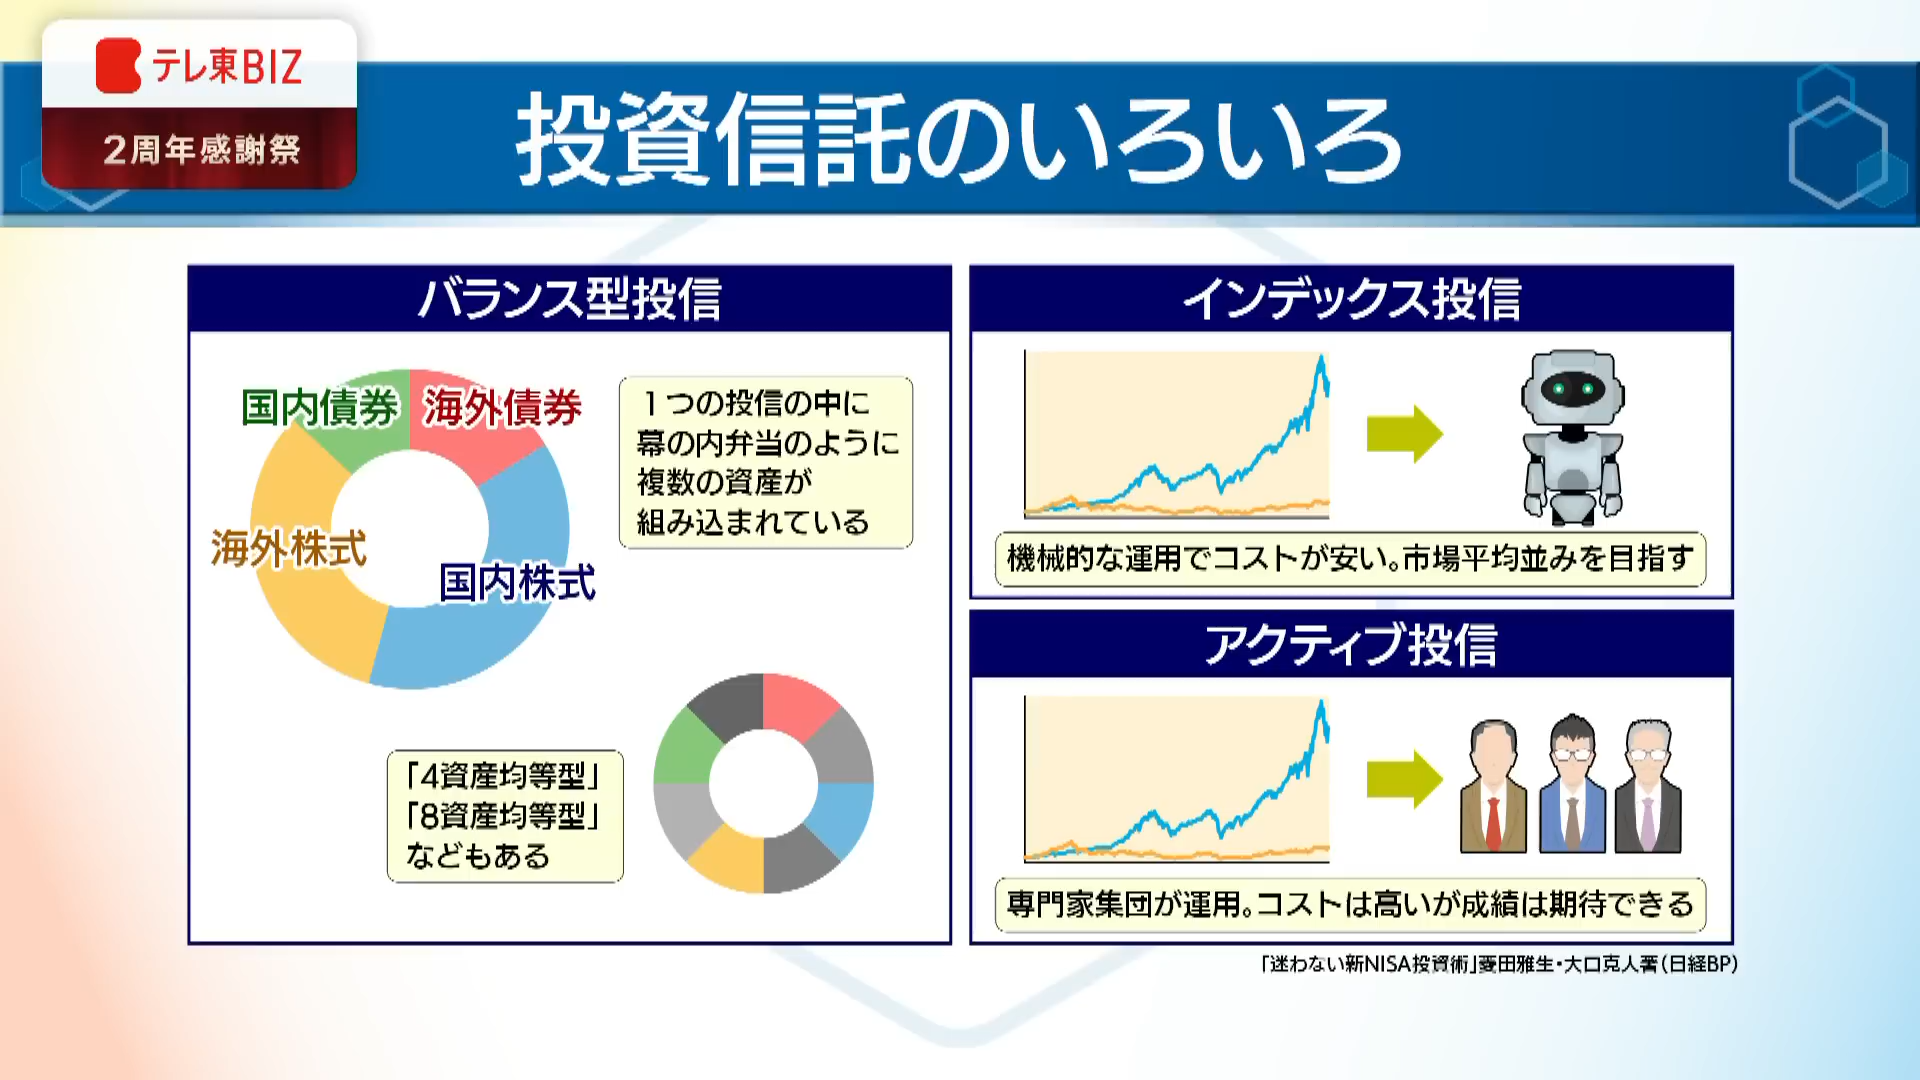 テレ東BIZ
2周年感謝祭
投資信託のいろいろ
バランス型投信
国内債券
海外債券
海外株式
国内株式
1つの投信の中に
幕の内弁当のように
複数の資産が
組み込まれている
「4資産均等型」
「8資産均等型」
などもある
インデックス投信
機械的な運用でコストが安い。市場平均並みを目指す
アクティブ投信
専門家集団が運用。コストは高いが成績は期待できる
「迷わない新NISA投資術」菱田雅生・大口克人著（日経BP）